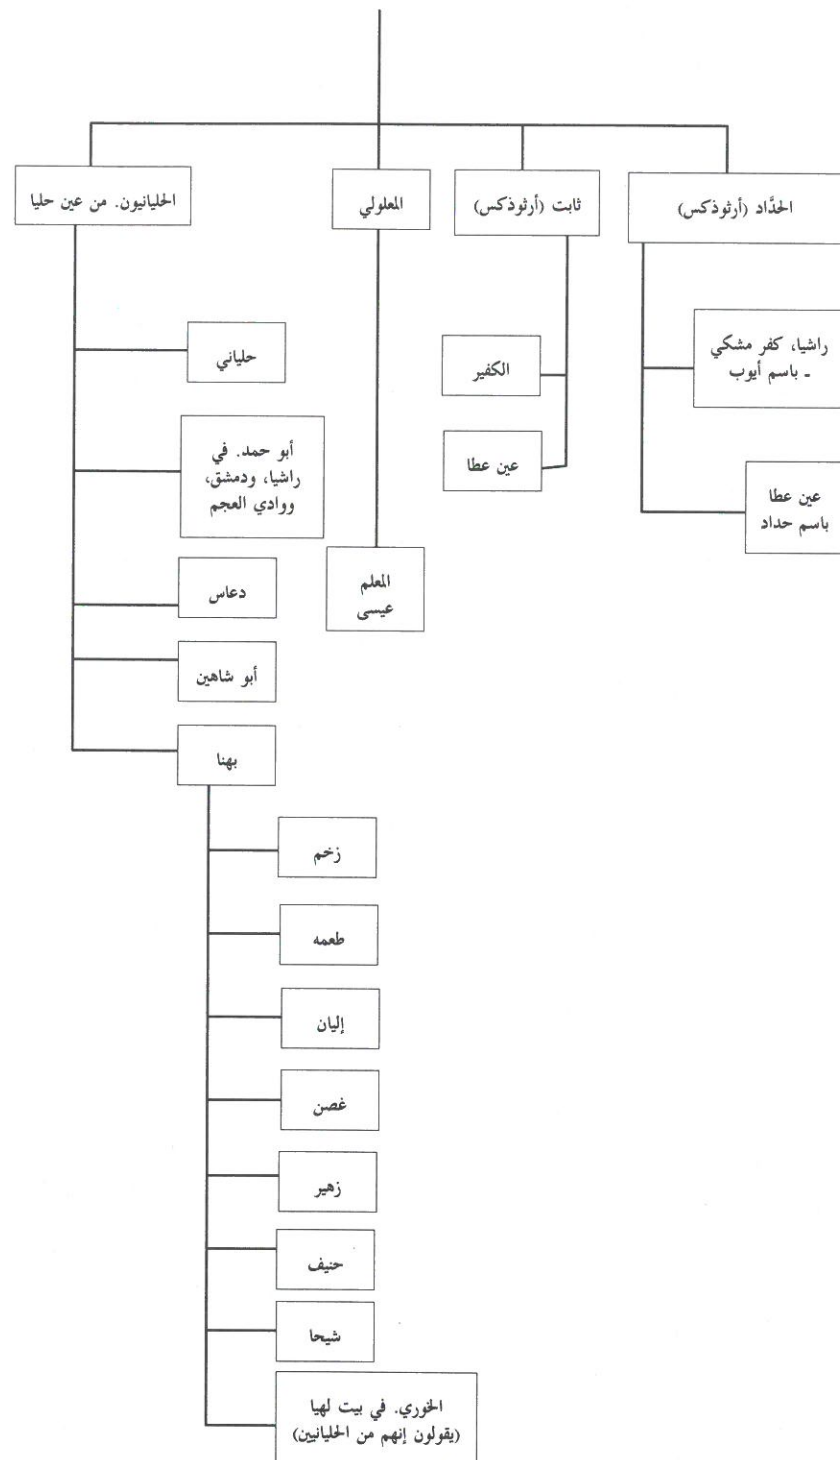 الحدَّاد (أرثوذكس)
راشيا، كفر مشكي
ـ باسم أيوب
عين عطا
باسم حداد
ثابت (أرثوذكس)
الكفير
عين عطا
المعلولي
المعلم
عيسى
الحليانيون. من عين حليا
حلياني
أبو حمد. في
راشيا، ودمشق،
ووادي العجم
دعاس
أبو شاهين
بهنا
زخم
طعمه
إليان
غصن
زهير
حنيف
شيحا
الخوري. في بيت لهيا
(يقولون إنهم من الحليانيين)